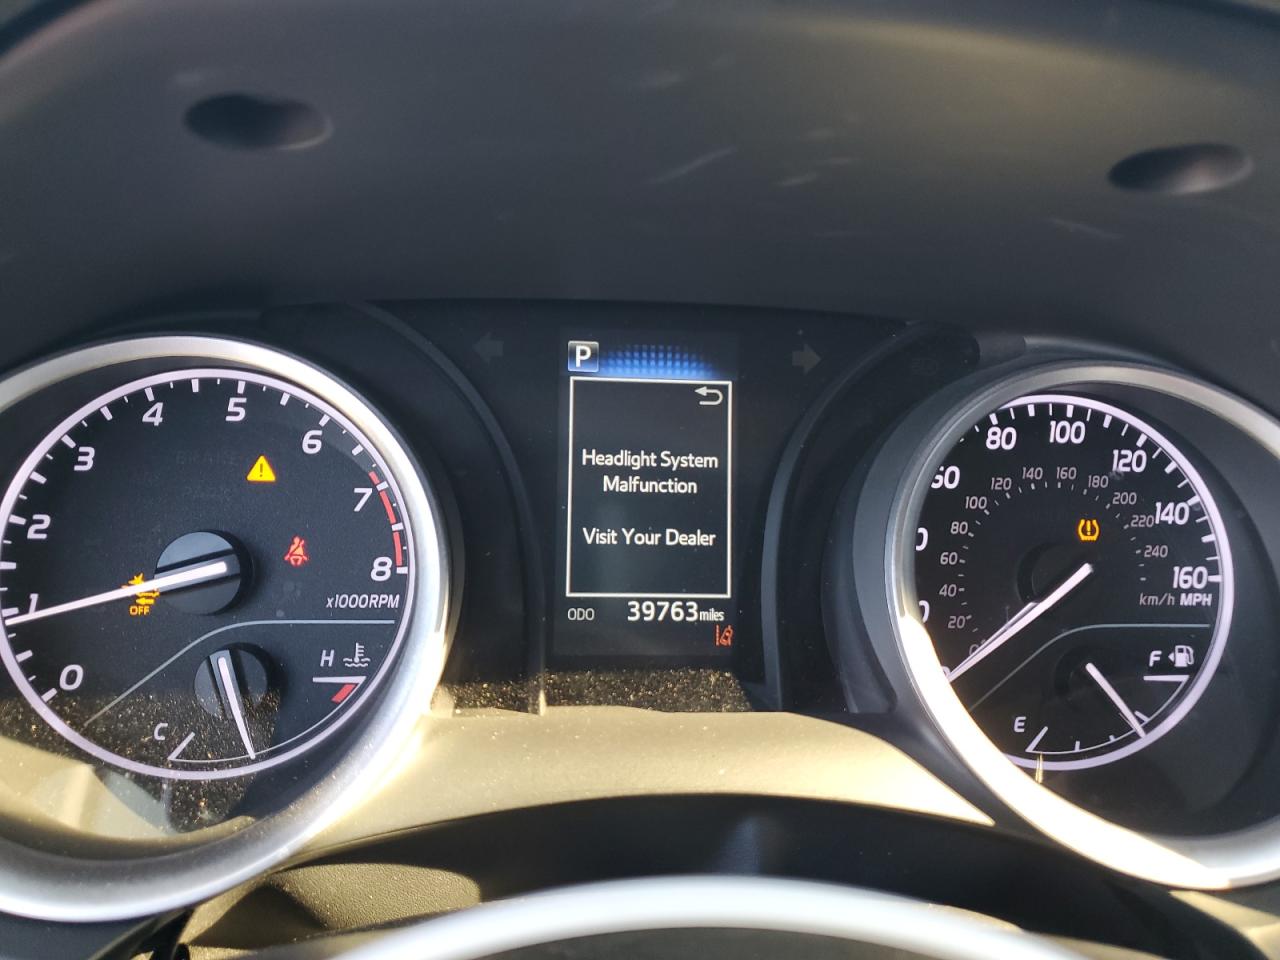 P
Headlight System
Malfunction
Visit Your Dealer
ODO 39763 miles
0
1
2
3
4
5
6
7
8
x1000RPM
OFF
H
C
80
100
120
140
160
km/h MPH
20
40
60
80
100
120
140
160
180
200
220
240
F
E